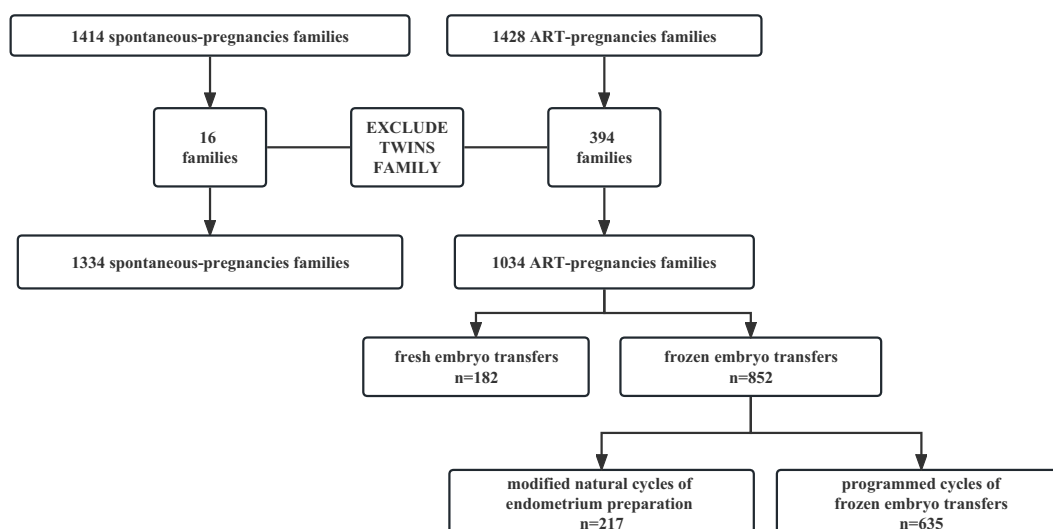 1414 spontaneous-pregnancies families
1428 ART-pregnancies families
16
families
EXCLUDE
TWINS
FAMILY
394
families
1334 spontaneous-pregnancies families
1034 ART-pregnancies families
fresh embryo transfers
n=182
frozen embryo transfers
n=852
modified natural cycles of
endometrium preparation
n=217
programmed cycles of
frozen embryo transfers
n=635